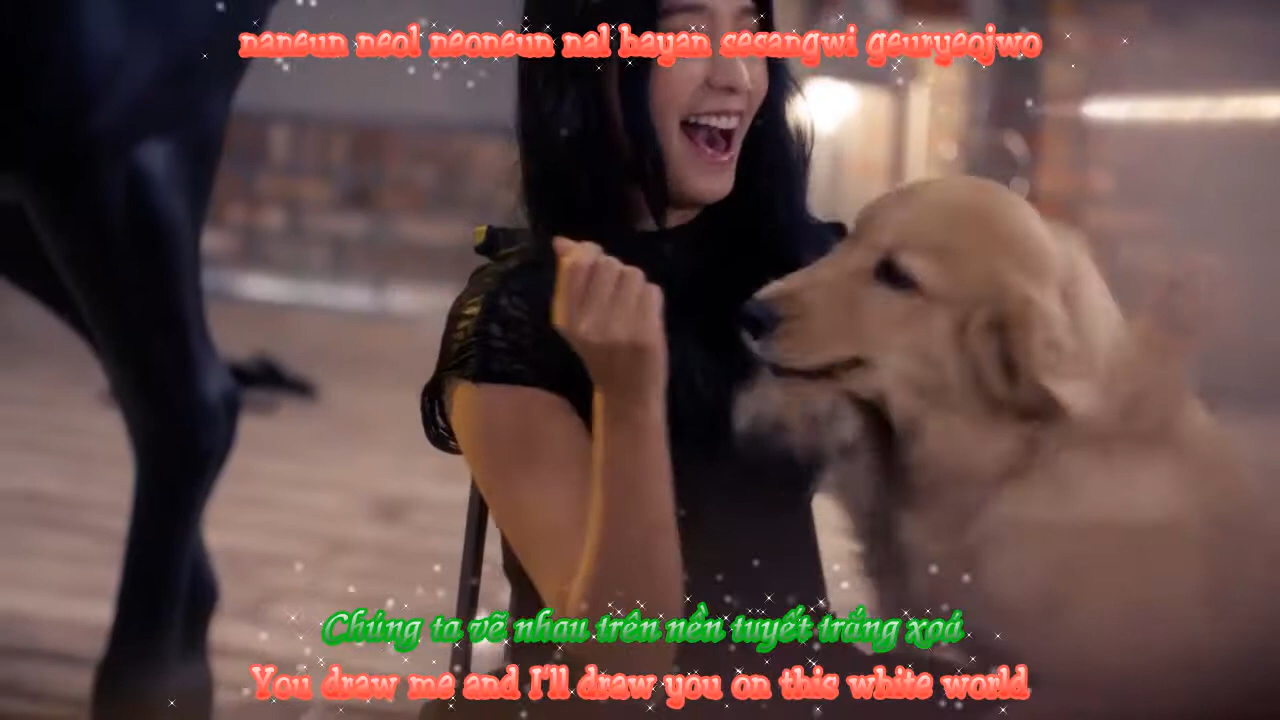 naneun neol neoneun nal hayan sesangwi geuryeojwo
Chúng ta vẽ nhau trên nền tuyết trắng xoá
You draw me and I'll draw you on this white world